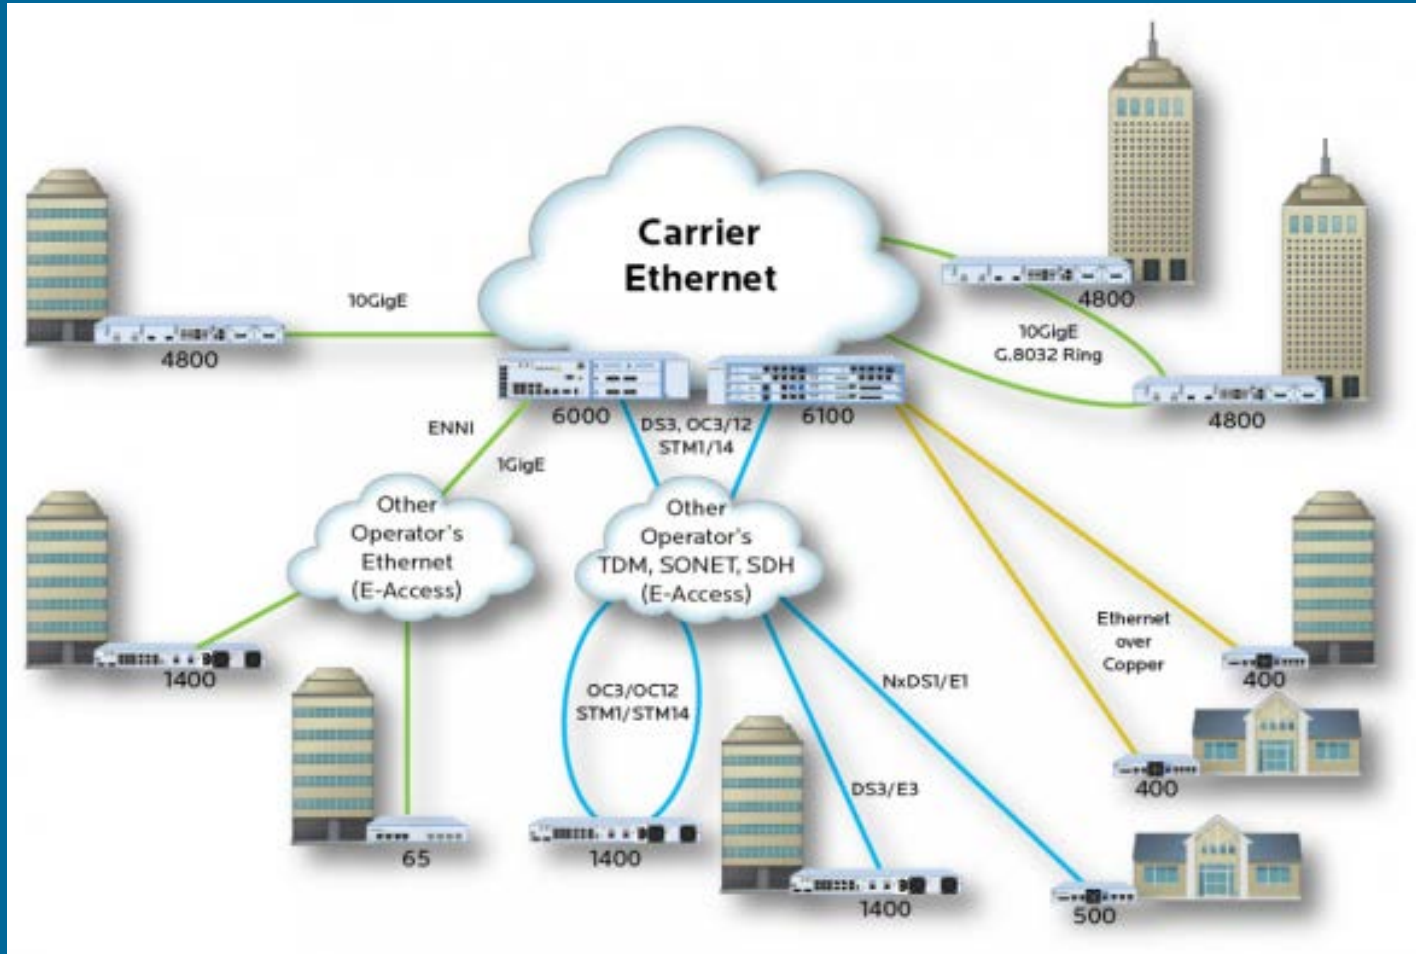 Carrier
Ethernet
10GigE
4800
4800
10GigE
G.8032 Ring
4800
6000
6100
DS3, OC3/12
STM1/14
ENNI
1GigE
Other
Operator's
Ethernet
(E-Access)
Other
Operator's
TDM, SONET, SDH
(E-Access)
1400
65
OC3/OC12
STM1/STM14
1400
DS3/E3
1400
NxDS1/E1
500
Ethernet
over
Copper
400
400